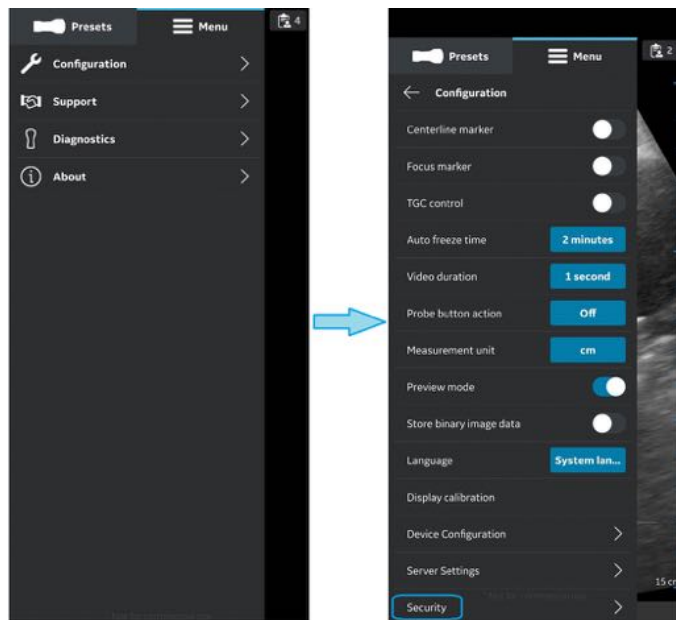 Presets
Menu
4
Configuration
Support
Diagnostics
About
Presets
Menu
2
Configuration
Centerline marker
Focus marker
TGC control
Auto freeze time
2 minutes
Video duration
1 second
Probe button action
Off
Measurement unit
cm
Preview mode
Store binary image data
Language
System lan...
Display calibration
Device Configuration
Server Settings
15 cm
Security